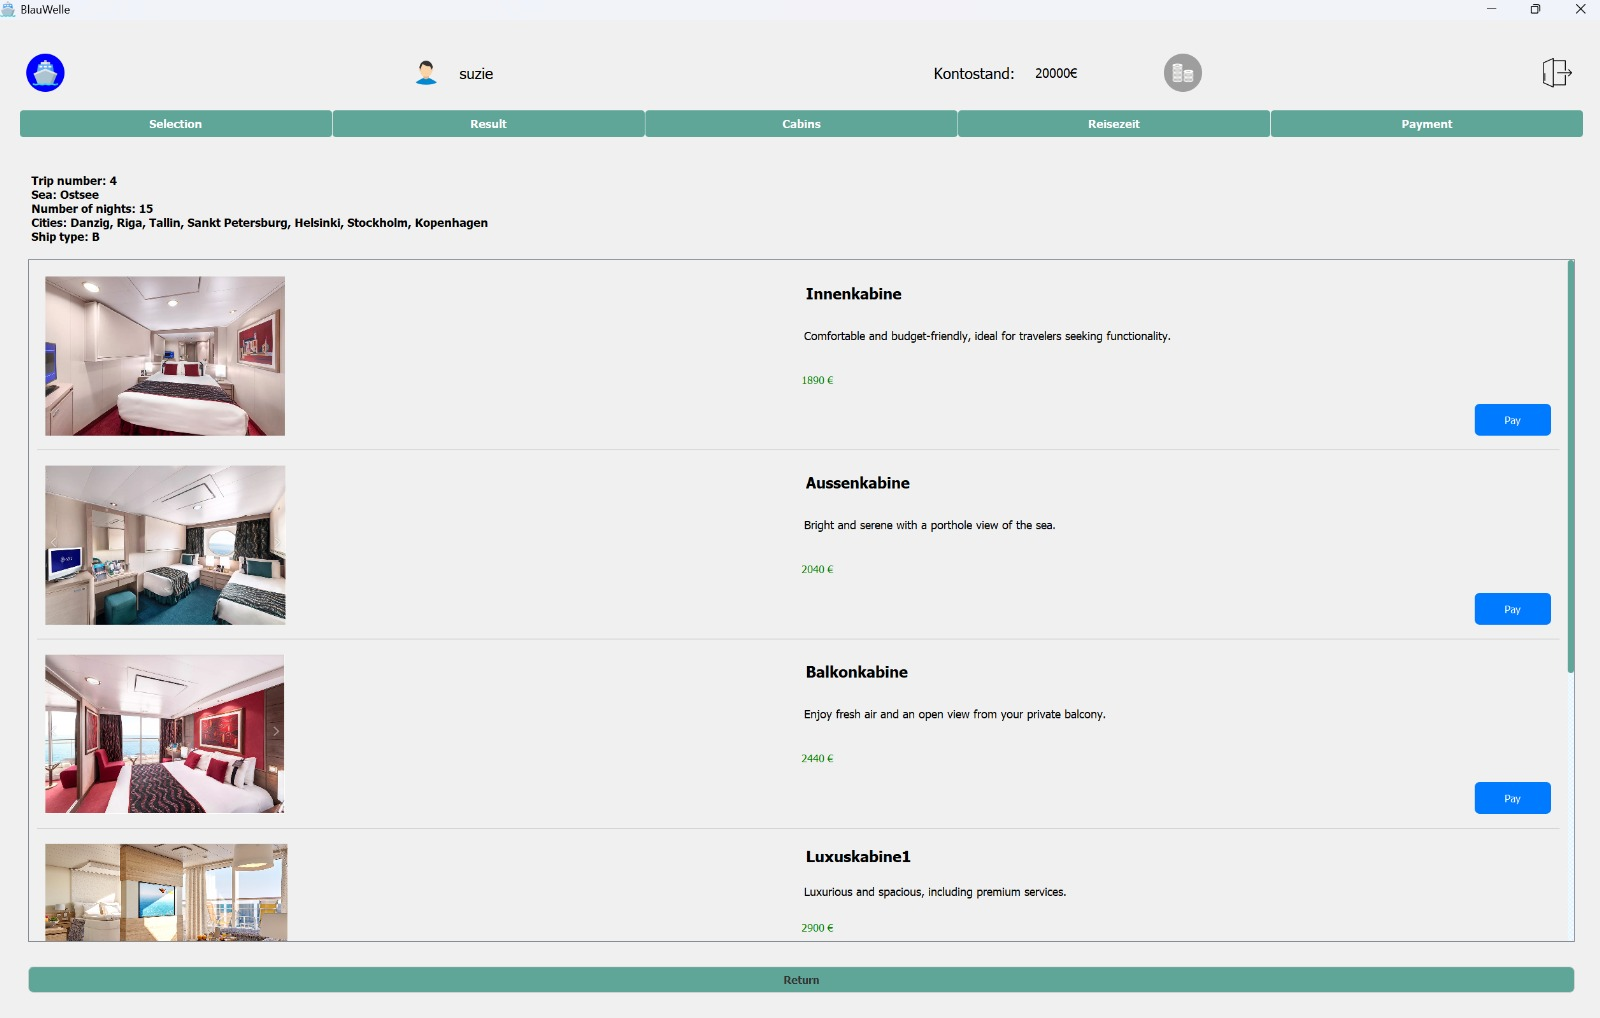 BlauWelle
suzie
Kontostand: 20000€
Selection
Result
Cabins
Reisezeit
Payment
Trip number: 4
Sea: Ostsee
Number of nights: 15
Cities: Danzig, Riga, Tallin, Sankt Petersburg, Helsinki, Stockholm, Kopenhagen
Ship type: B
Innenkabine
Comfortable and budget-friendly, ideal for travelers seeking functionality.
1890 €
Pay
Aussenkabine
Bright and serene with a porthole view of the sea.
2040 €
Pay
Balkonkabine
Enjoy fresh air and an open view from your private balcony.
2440 €
Pay
Luxuskabine1
Luxurious and spacious, including premium services.
2900 €
Return